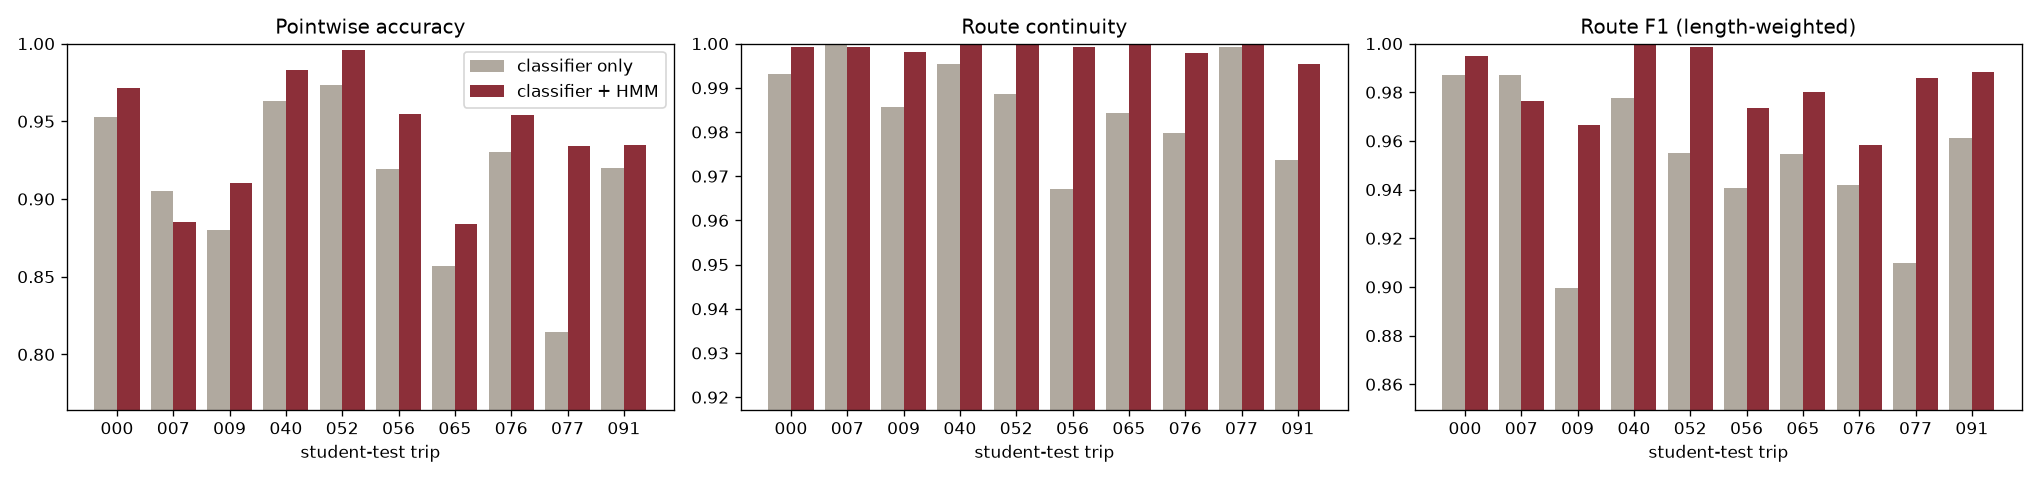 Pointwise accuracy
classifier only
classifier + HMM
1.00
0.95
0.90
0.85
0.80
000 007 009 040 052 056 065 076 077 091
student-test trip
Route continuity
1.00
0.99
0.98
0.97
0.96
0.95
0.94
0.93
0.92
000 007 009 040 052 056 065 076 077 091
student-test trip
Route F1 (length-weighted)
1.00
0.98
0.96
0.94
0.92
0.90
0.88
0.86
000 007 009 040 052 056 065 076 077 091
student-test trip